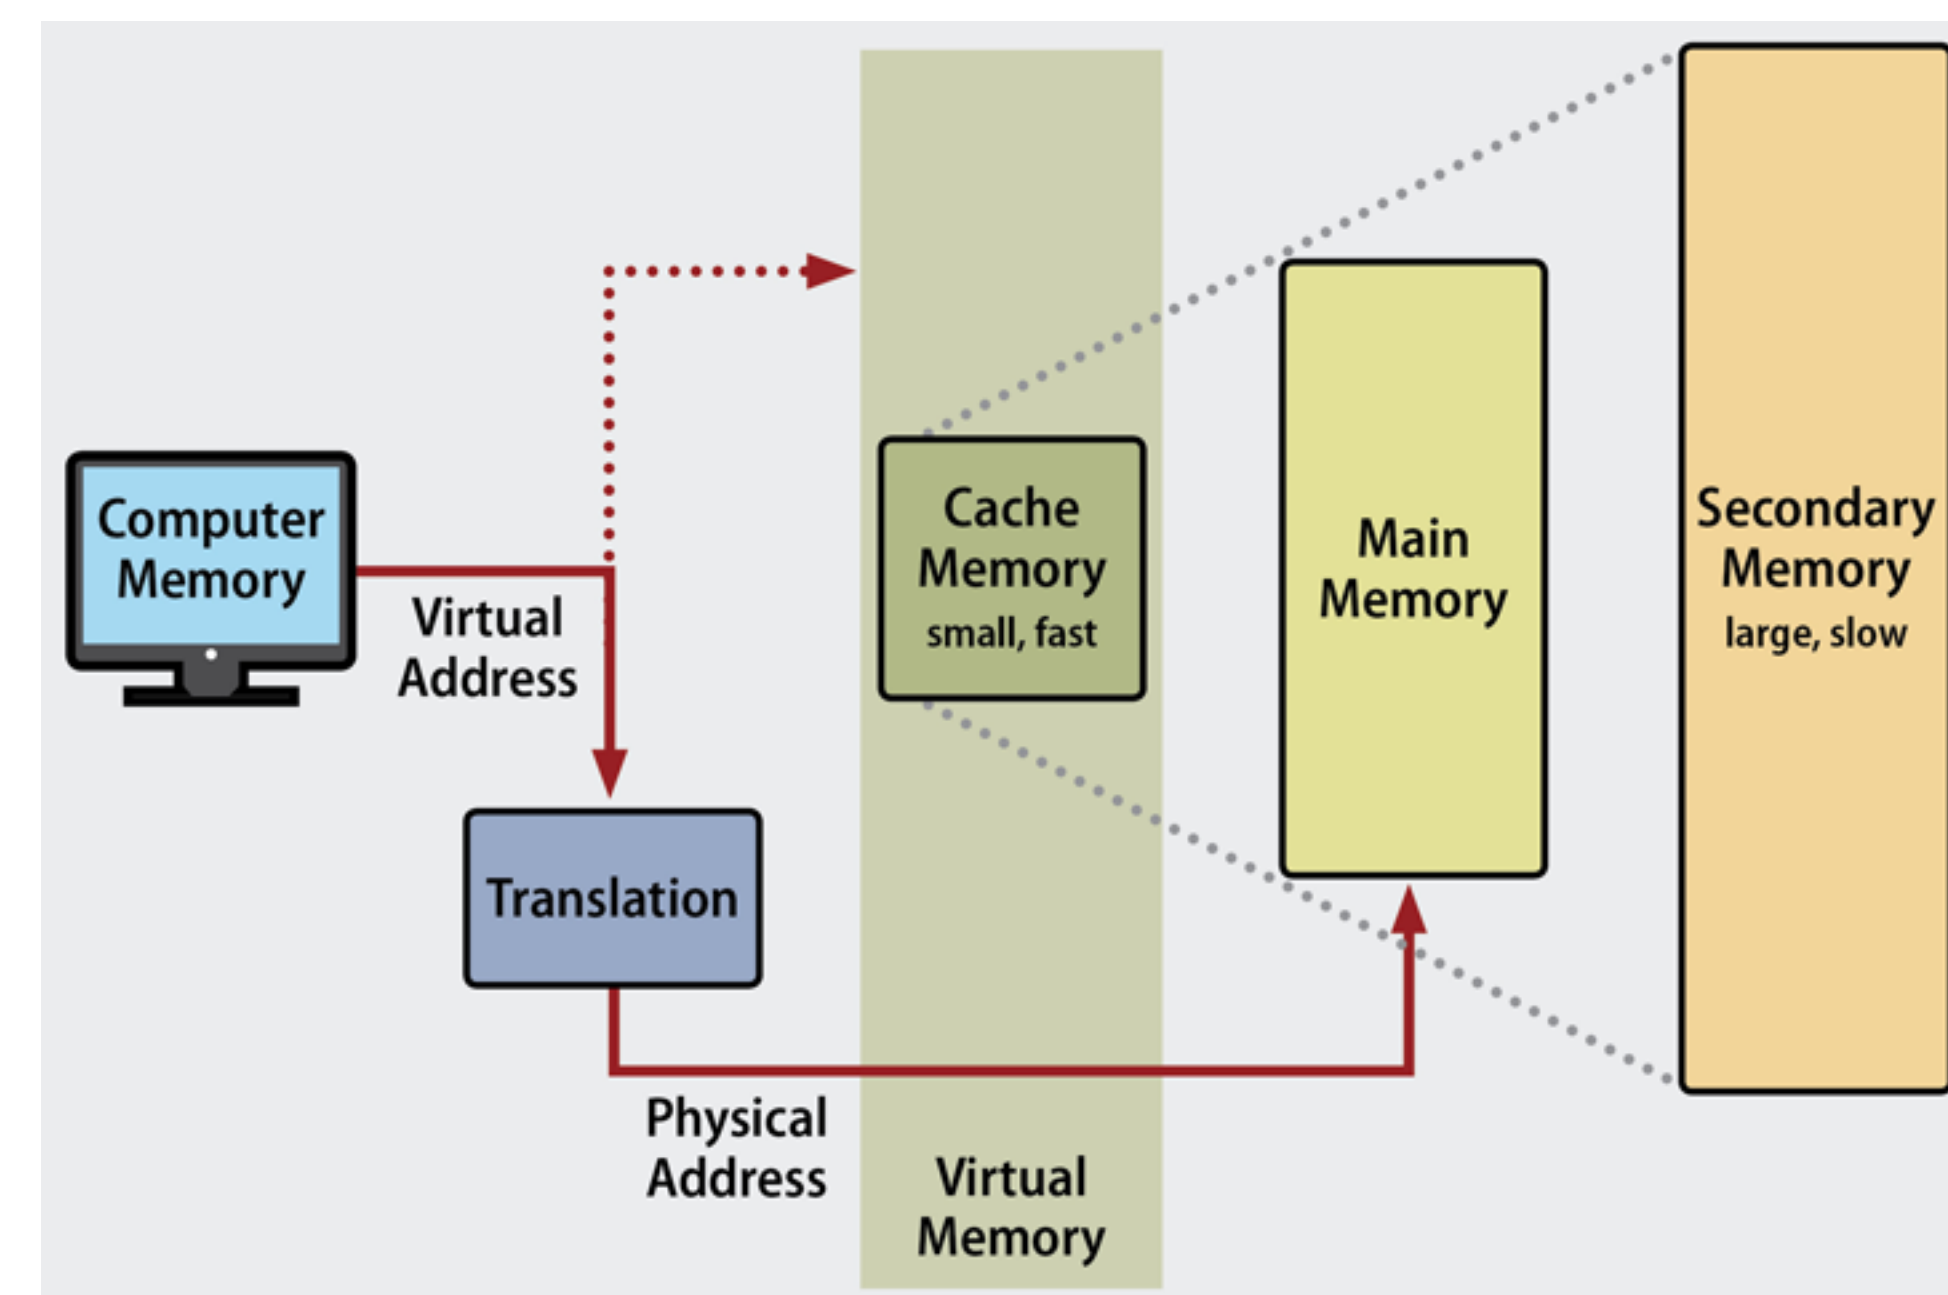 Computer
Memory
Virtual
Address
Translation
Physical
Address
Cache
Memory
small, fast
Virtual
Memory
Main
Memory
Secondary
Memory
large, slow